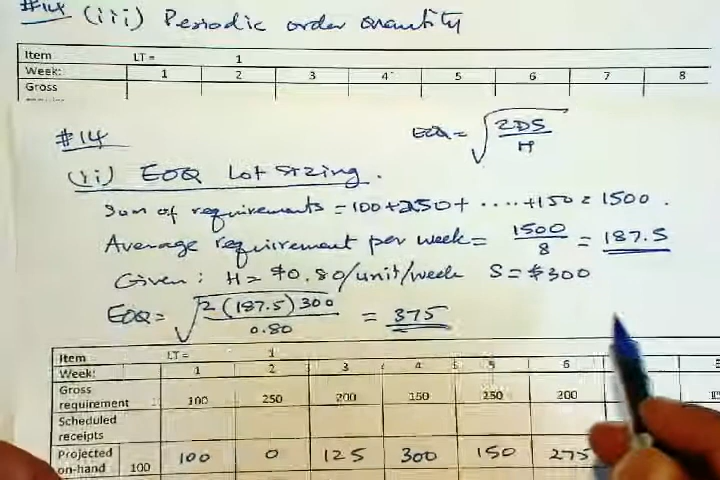 #14 (iii) Periodic order Quantity
Item LT = 1
Week: 1 2 3 4 5 6 7 8
Gross
#14
EOQ = √2DS/H
(ii) EOQ Lot Sizing.
Sum of requirements = 100+250+ .... +150 = 1500.
Average requirement per week = 1500/8 = 187.5
Given: H = $0.80/unit/week S = $300
EOQ = √2(187.5)300/0.80 = 375
Item LT = 1
Week: 1 2 3 4 5 6
Gross requirement 100 250 200 150 250 200
Scheduled receipts
Projected on-hand 100 100 0 125 300 150 275